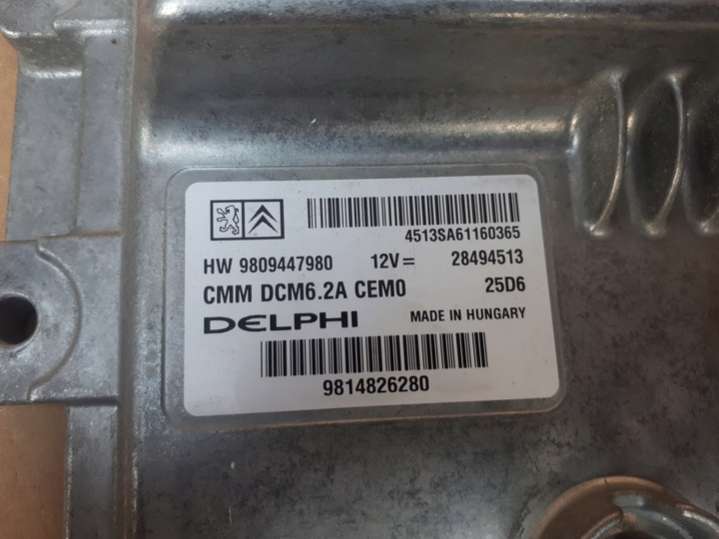 4513SA61160365
HW 9809447980 12V= 28494513
CMM DCM6.2A CEM0 25D6
DELPHI MADE IN HUNGARY
9814826280